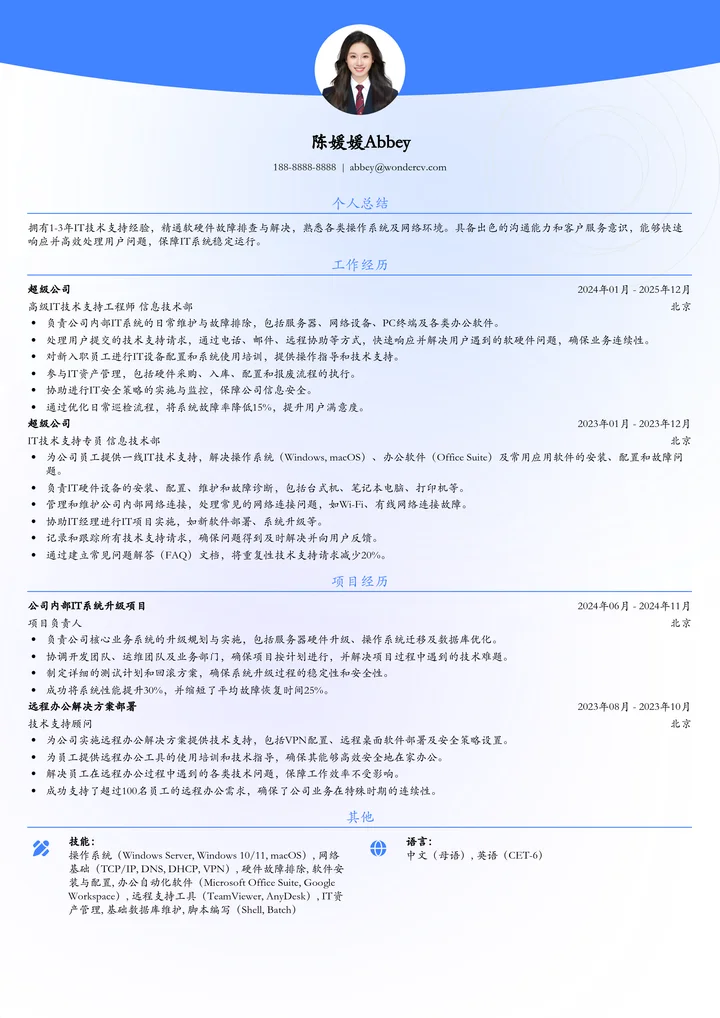 陈媛媛Abbey
188-8888-8888 | abbey@wondercv.com
个人总结
拥有1-3年IT技术支持经验，精通软硬件故障排查与解决，熟悉各类操作系统及网络环境。具备出色的沟通能力和客户服务意识，能够快速
响应并高效处理用户问题，保障IT系统稳定运行。
工作经历
超级公司 2024年01月 - 2025年12月
高级IT技术支持工程师 信息技术部 北京
• 负责公司内部IT系统的日常维护与故障排除，包括服务器、网络设备、PC终端及各类办公软件。
• 处理用户提交的技术支持请求，通过电话、邮件、远程协助等方式，快速响应并解决用户遇到的软硬件问题，确保业务连续性。
• 对新入职员工进行IT设备配置和系统使用培训，提供操作指导和技术支持。
• 参与IT资产管理，包括硬件采购、入库、配置和报废流程的执行。
• 协助进行IT安全策略的实施与监控，保障公司信息安全。
• 通过优化日常巡检流程，将系统故障率降低15%，提升用户满意度。
超级公司 2023年01月 - 2023年12月
IT技术支持专员 信息技术部 北京
• 为公司员工提供一线IT技术支持，解决操作系统（Windows, macOS）、办公软件（Office Suite）及常用应用软件的安装、配置和故障问
题。
• 负责IT硬件设备的安装、配置、维护和故障诊断，包括台式机、笔记本电脑、打印机等。
• 管理和维护公司内部网络连接，处理常见的网络连接问题，如Wi-Fi、有线网络连接故障。
• 协助IT经理进行IT项目实施，如新软件部署、系统升级等。
• 记录和跟踪所有技术支持请求，确保问题得到及时解决并向用户反馈。
• 通过建立常见问题解答（FAQ）文档，将重复性技术支持请求减少20%。
项目经历
公司内部IT系统升级项目 2024年06月 - 2024年11月
项目负责人 北京
• 负责公司核心业务系统的升级规划与实施，包括服务器硬件升级、操作系统迁移及数据库优化。
• 协调开发团队、运维团队及业务部门，确保项目按计划进行，并解决项目过程中遇到的技术难题。
• 制定详细的测试计划和回滚方案，确保系统升级过程的稳定性和安全性。
• 成功将系统性能提升30%，并缩短了平均故障恢复时间25%。
远程办公解决方案部署 2023年08月 - 2023年10月
技术支持顾问 北京
• 为公司实施远程办公解决方案提供技术支持，包括VPN配置、远程桌面软件部署及安全策略设置。
• 为员工提供远程办公工具的使用培训和技术指导，确保其能够高效安全地在家办公。
• 解决员工在远程办公过程中遇到的各类技术问题，保障工作效率不受影响。
• 成功支持了超过100名员工的远程办公需求，确保了公司业务在特殊时期的连续性。
其他
技能：
操作系统（Windows Server, Windows 10/11, macOS）, 网络
基础（TCP/IP, DNS, DHCP, VPN）, 硬件故障排除, 软件安
装与配置, 办公自动化软件（Microsoft Office Suite, Google
Workspace）, 远程支持工具（TeamViewer, AnyDesk）, IT资
产管理, 基础数据库维护, 脚本编写（Shell, Batch）
语言：
中文（母语）, 英语（CET-6）